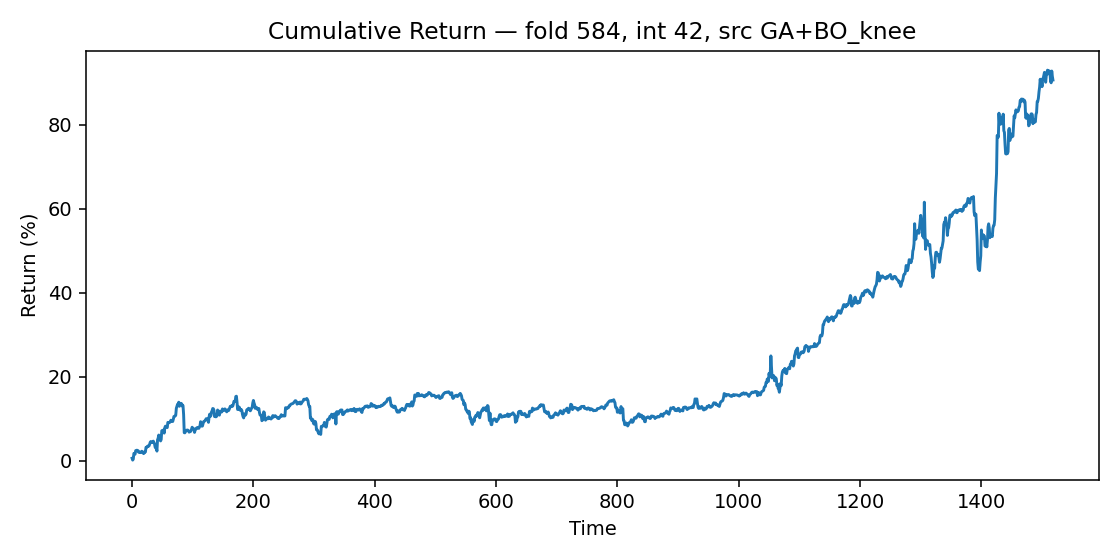 Cumulative Return — fold 584, int 42, src GA+BO_knee
Return (%)
80
60
40
20
0
0 200 400 600 800 1000 1200 1400
Time